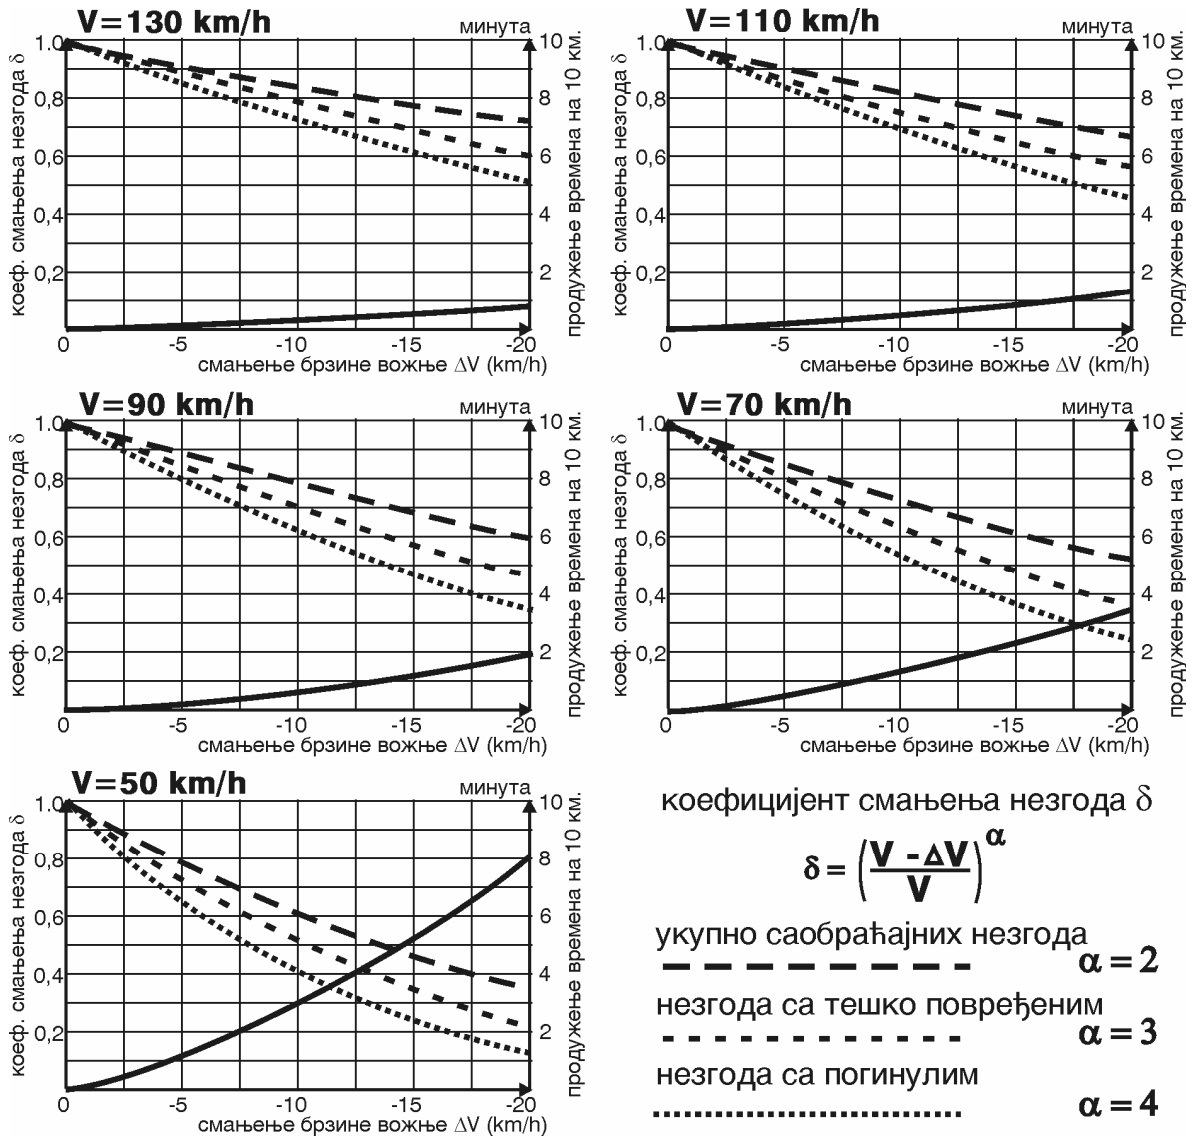 V=130 km/h
минута
коеф. смањења незгода δ
1.0
0,8
0,6
0,4
0,2
10
8
6
4
2
продужење времена на 10 км.
0 -5 -10 -15 -20
смањење брзине вожње ΔV (km/h)
V=110 km/h
минута
коеф. смањења незгода δ
1.0
0,8
0,6
0,4
0,2
10
8
6
4
2
продужење времена на 10 км.
0 -5 -10 -15 -20
смањење брзине вожње ΔV (km/h)
V=90 km/h
минута
коеф. смањења незгода δ
1.0
0,8
0,6
0,4
0,2
10
8
6
4
2
продужење времена на 10 км.
0 -5 -10 -15 -20
смањење брзине вожње ΔV (km/h)
V=70 km/h
минута
коеф. смањења незгода δ
1.0
0,8
0,6
0,4
0,2
10
8
6
4
2
продужење времена на 10 км.
0 -5 -10 -15 -20
смањење брзине вожње ΔV (km/h)
V=50 km/h
минута
коеф. смањења незгода δ
1.0
0,8
0,6
0,4
0,2
10
8
6
4
2
продужење времена на 10 км.
0 -5 -10 -15 -20
смањење брзине вожње ΔV (km/h)
коефицијент смањења незгода δ
δ = (V - ΔV / V)^α
укупно саобраћајних незгода
α = 2
незгода са тешко повређеним
α = 3
незгода са погинулим
α = 4